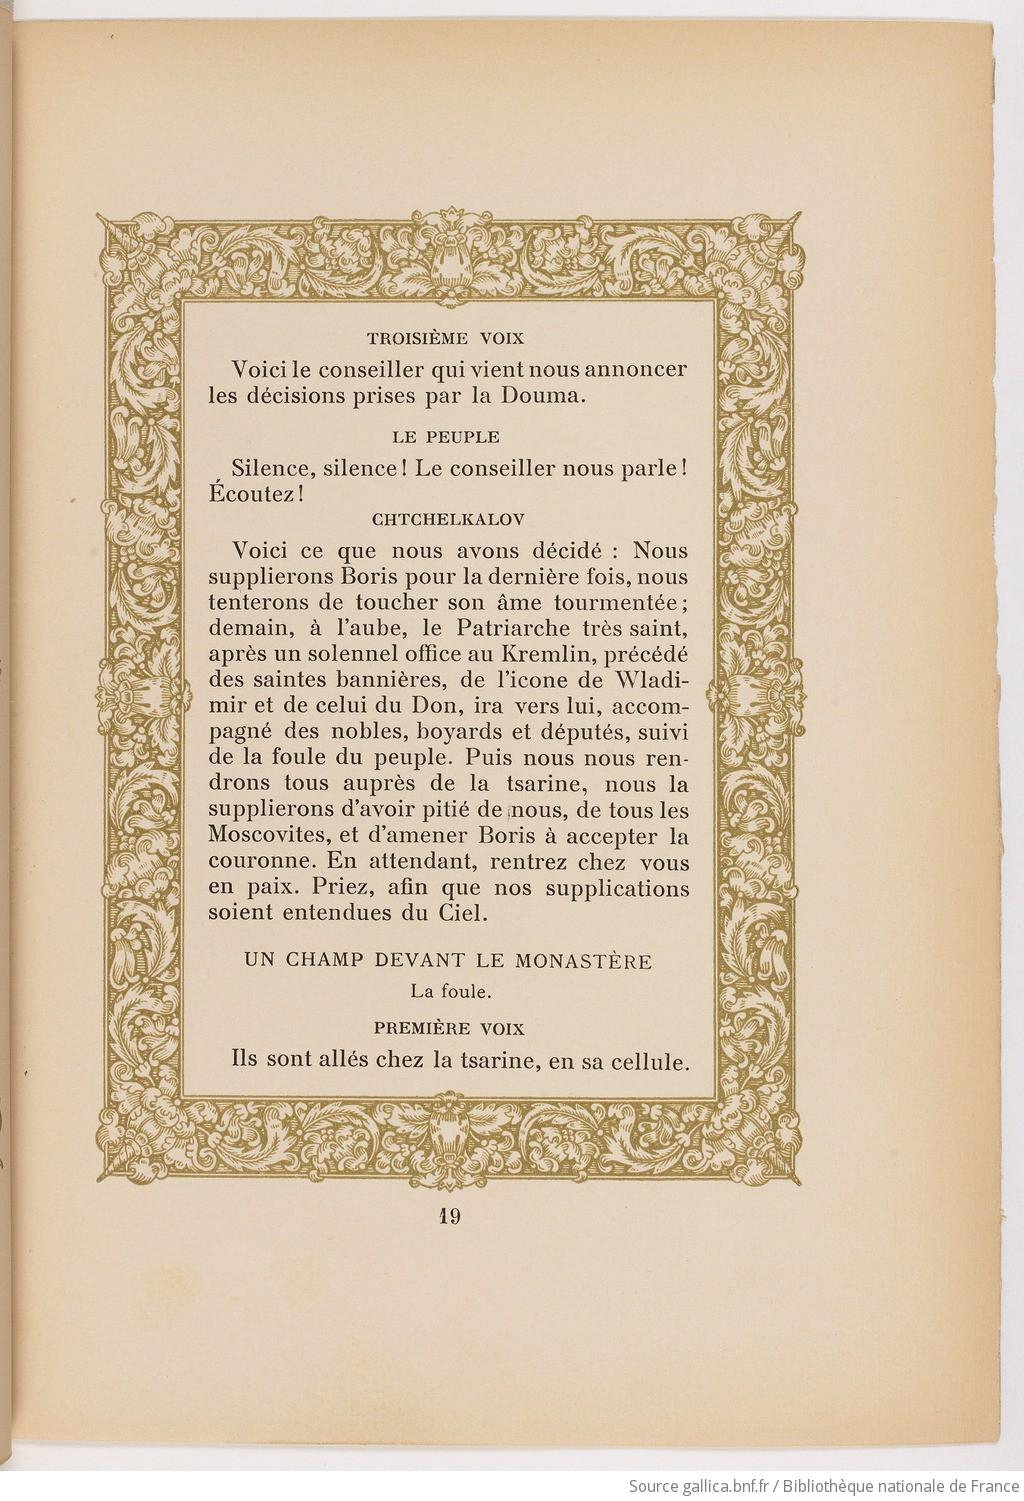 TROISIÈME VOIX
Voici le conseiller qui vient nous annoncer
les décisions prises par la Douma.
LE PEUPLE
Silence, silence ! Le conseiller nous parle !
Écoutez !
CHTCHELKALOV
Voici ce que nous avons décidé : Nous
supplierons Boris pour la dernière fois, nous
tenterons de toucher son âme tourmentée ;
demain, à l'aube, le Patriarche très saint,
après un solennel office au Kremlin, précédé
des saintes bannières, de l'icone de Wladi-
mir et de celui du Don, ira vers lui, accom-
pagné des nobles, boyards et députés, suivi
de la foule du peuple. Puis nous nous ren-
drons tous auprès de la tsarine, nous la
supplierons d'avoir pitié de nous, de tous les
Moscovites, et d'amener Boris à accepter la
couronne. En attendant, rentrez chez vous
en paix. Priez, afin que nos supplications
soient entendues du Ciel.
UN CHAMP DEVANT LE MONASTÈRE
La foule.
PREMIÈRE VOIX
Ils sont allés chez la tsarine, en sa cellule.
19
Source gallica.bnf.fr / Bibliothèque nationale de France